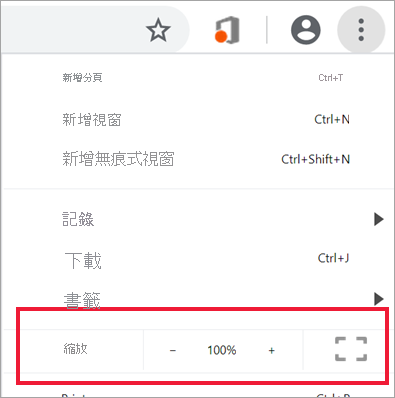 新增分頁 Ctrl+T
新增視窗 Ctrl+N
新增無痕式視窗 Ctrl+Shift+N
記錄
下載 Ctrl+J
書籤
縮放 − 100% +